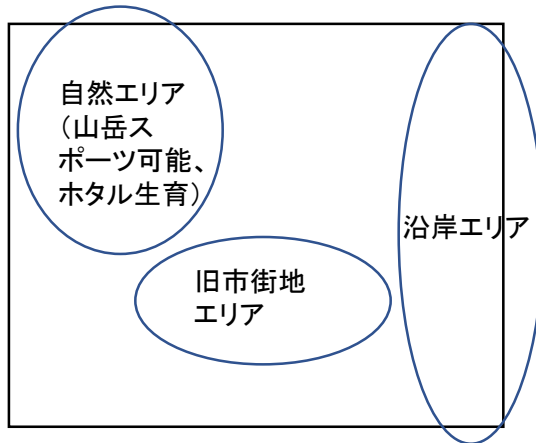 自然エリア
（山岳ス
ポーツ可能、
ホタル生育）
沿岸エリア
旧市街地
エリア